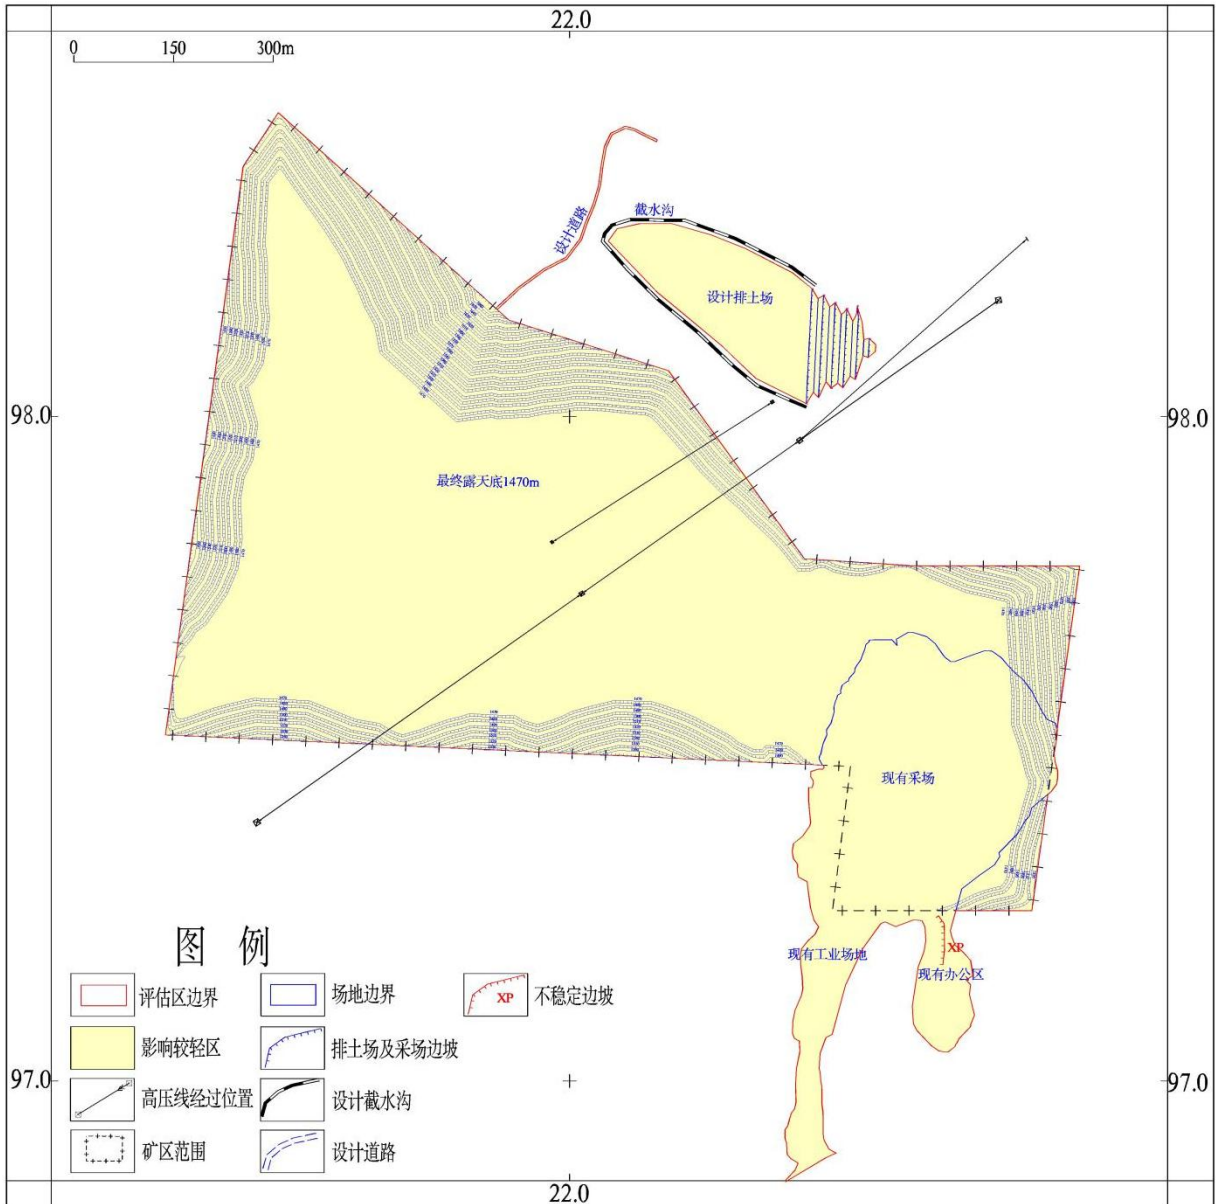 22.0
0 150 300m
截水沟
设计道路
设计排土场
98.0
98.0
最终露天底1470m
现有采场
图 例
现有工业场地
XP
现有办公区
评估区边界
场地边界
XP
不稳定边坡
影响较轻区
排土场及采场边坡
97.0
97.0
高压线经过位置
设计截水沟
矿区范围
设计道路
22.0